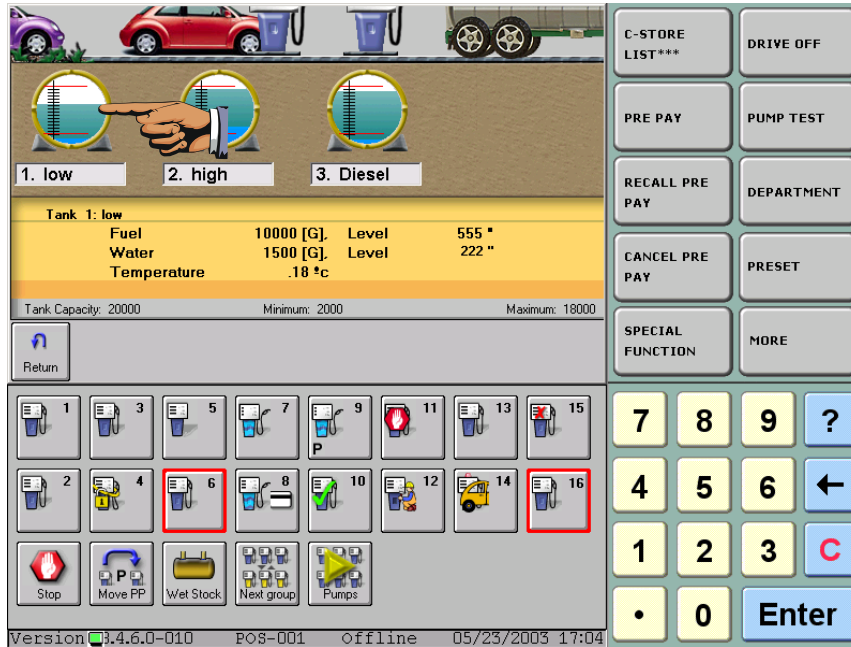 C-STORE
LIST***
DRIVE OFF
PRE PAY
PUMP TEST
1. low
2. high
3. Diesel
RECALL PRE
PAY
DEPARTMENT
Tank 1: low
Fuel 10000 [G], Level 555 "
Water 1500 [G], Level 222 "
Temperature .18 °c
CANCEL PRE
PAY
PRESET
Tank Capacity: 20000 Minimum: 2000 Maximum: 18000
SPECIAL
FUNCTION
MORE
Return
1 3 5 7 9 11 13 15
P
7 8 9 ?
2 4 6 8 10 12 14 16
4 5 6 ←
P
Stop Move PP Wet Stock Next group Pumps
1 2 3 C
• 0 Enter
Version 3.4.6.0-010 POS-001 Offline 05/23/2003 17:04